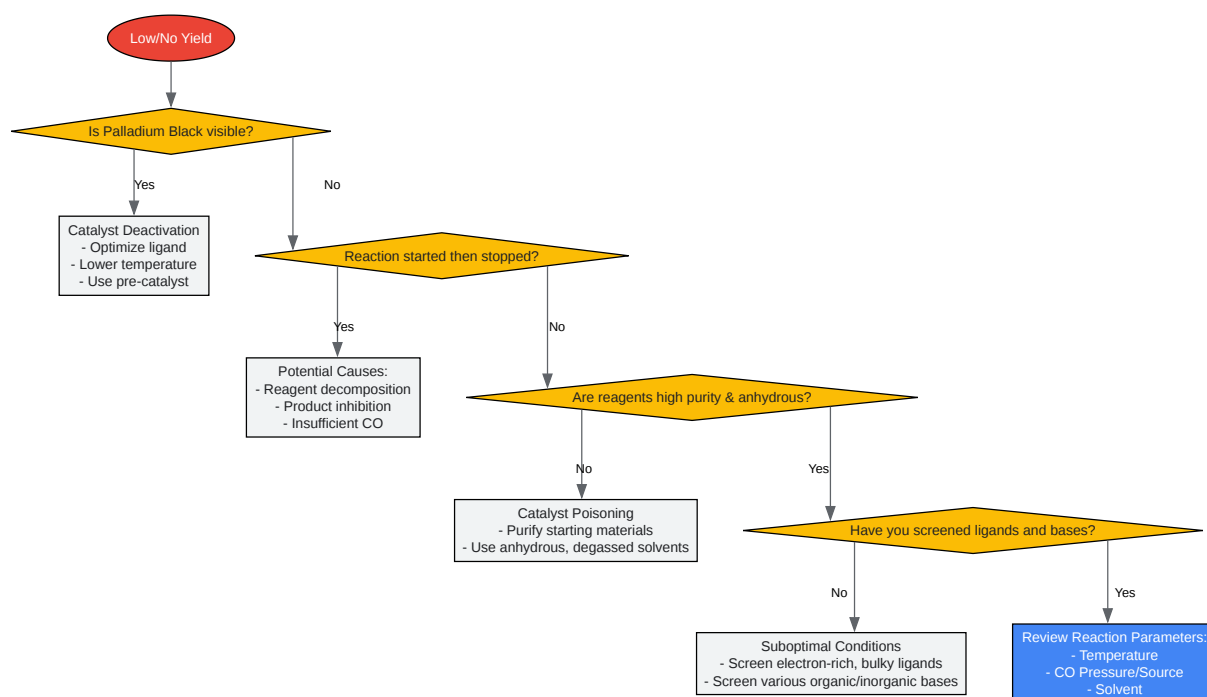 Low/No Yield
Is Palladium Black visible?
Yes
No
Catalyst Deactivation
- Optimize ligand
- Lower temperature
- Use pre-catalyst
Reaction started then stopped?
Yes
No
Potential Causes:
- Reagent decomposition
- Product inhibition
- Insufficient CO
Are reagents high purity & anhydrous?
No
Yes
Catalyst Poisoning
- Purify starting materials
- Use anhydrous, degassed solvents
Have you screened ligands and bases?
No
Yes
Suboptimal Conditions
- Screen electron-rich, bulky ligands
- Screen various organic/inorganic bases
Review Reaction Parameters:
- Temperature
- CO Pressure/Source
- Solvent